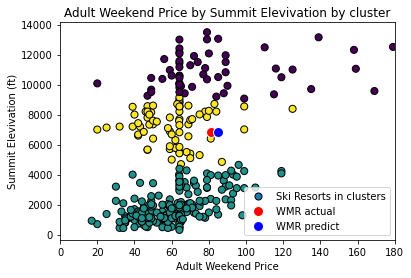 Adult Weekend Price by Summit Elevivation by cluster
Summit Elevivation (ft)
14000
12000
10000
8000
6000
4000
2000
0
0 20 40 60 80 100 120 140 160 180
Adult Weekend Price
Ski Resorts in clusters
WMR actual
WMR predict